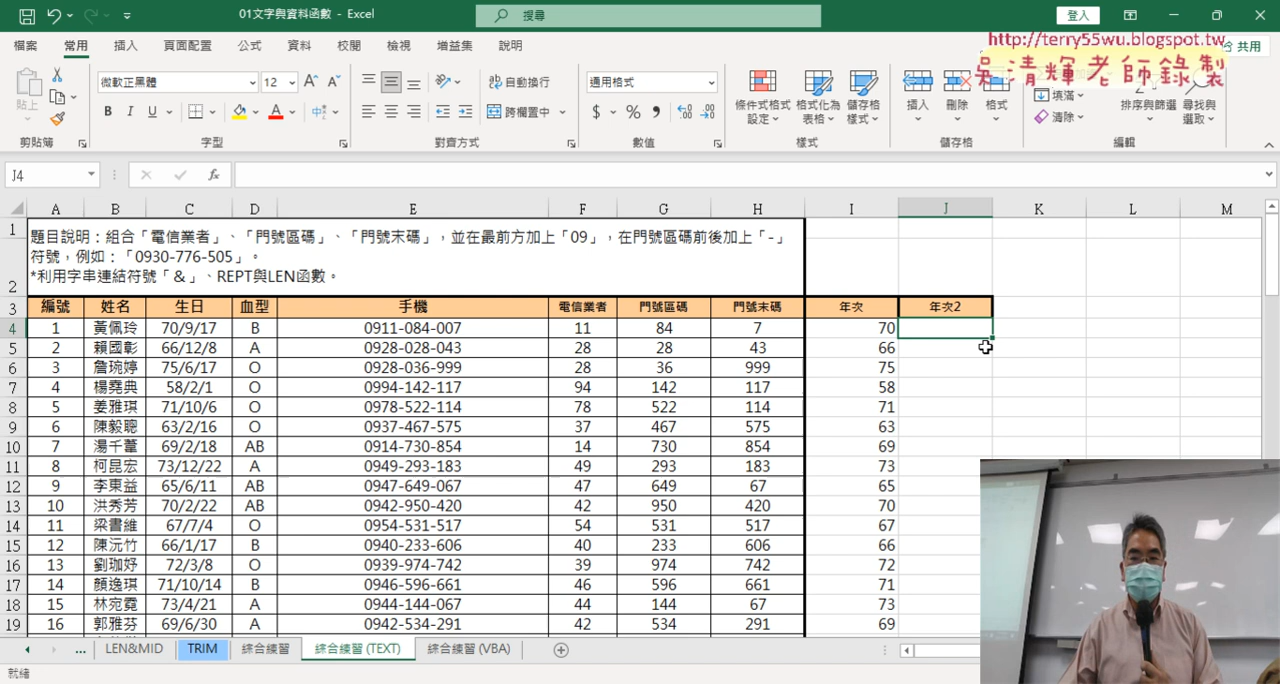 01文字與資料函數 - Excel
搜尋
登入
檔案 常用 插入 頁面配置 公式 資料 校閱 檢視 增益集 說明
共用
http://terry55wu.blogspot.tw
吳清輝老師錄製
貼上
微軟正黑體 12
B I U
自動換行
跨欄置中
通用格式
$ %
條件式格式設定 格式化為表格 儲存格樣式
插入 刪除 格式
填滿
清除
排序與篩選 尋找與選取
剪貼簿 字型 對齊方式 數值 樣式 儲存格 編輯
J4
fx
A B C D E F G H I J K L M
1 題目說明：組合「電信業者」、「門號區碼」、「門號末碼」，並在最前方加上「09」，在門號區碼前後加上「-」
符號，例如：「0930-776-505」。
2 *利用字串連結符號「&」、REPT與LEN函數。
3 編號 姓名 生日 血型 手機 電信業者 門號區碼 門號末碼 年次 年次2
4 1 黃佩玲 70/9/17 B 0911-084-007 11 84 7 70
5 2 賴國彰 66/12/8 A 0928-028-043 28 28 43 66
6 3 詹琬婷 75/6/17 O 0928-036-999 28 36 999 75
7 4 楊堯典 58/2/1 O 0994-142-117 94 142 117 58
8 5 姜雅琪 71/10/6 O 0978-522-114 78 522 114 71
9 6 陳毅聰 63/2/16 O 0937-467-575 37 467 575 63
10 7 湯千蕙 69/2/18 AB 0914-730-854 14 730 854 69
11 8 柯昆宏 73/12/22 A 0949-293-183 49 293 183 73
12 9 李東益 65/6/11 AB 0947-649-067 47 649 67 65
13 10 洪秀芳 70/2/22 AB 0942-950-420 42 950 420 70
14 11 梁書維 67/7/4 O 0954-531-517 54 531 517 67
15 12 陳沅竹 66/1/17 B 0940-233-606 40 233 606 66
16 13 劉珈妤 72/3/8 O 0939-974-742 39 974 742 72
17 14 顏逸琪 71/10/14 B 0946-596-661 46 596 661 71
18 15 林宛霓 73/4/21 A 0944-144-067 44 144 67 73
19 16 郭雅芬 69/6/30 A 0942-534-291 42 534 291 69
... LEN&MID TRIM 綜合練習 綜合練習 (TEXT) 綜合練習 (VBA)
就緒